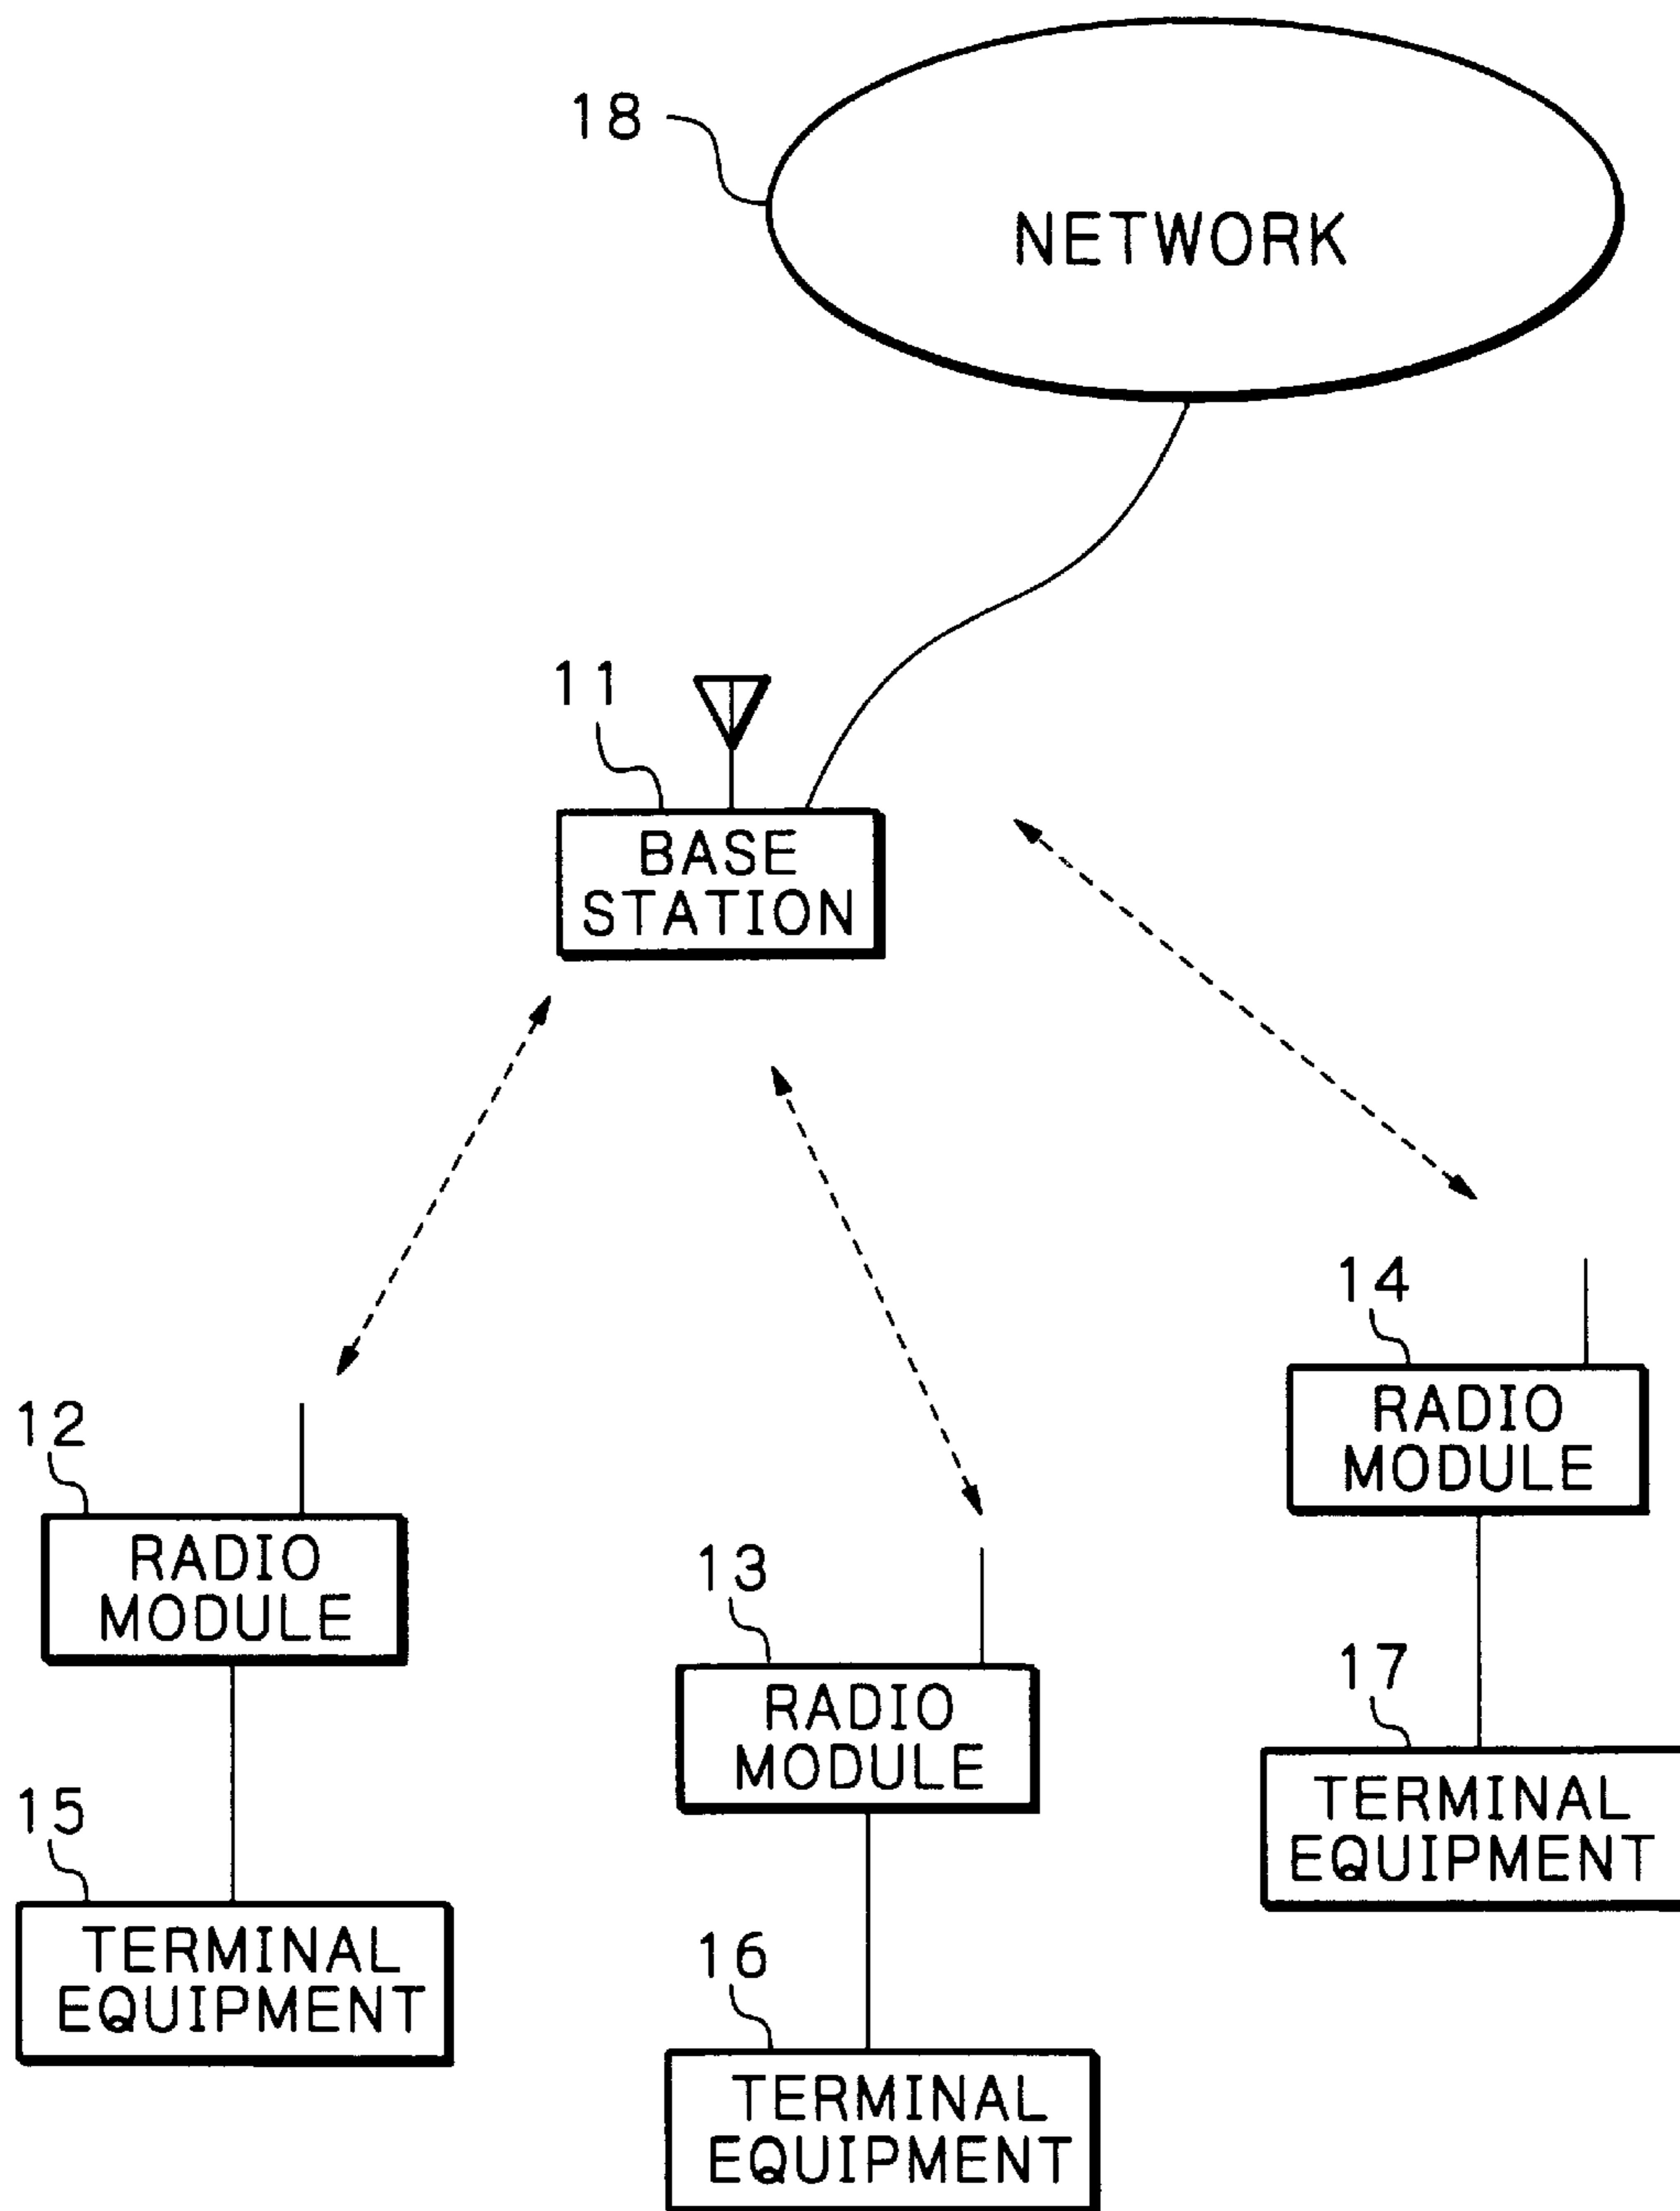 18
NETWORK
11
BASE
STATION
14
RADIO
MODULE
12
RADIO
MODULE
13
RADIO
MODULE
17
TERMINAL
EQUIPMENT
15
TERMINAL
EQUIPMENT
16
TERMINAL
EQUIPMENT